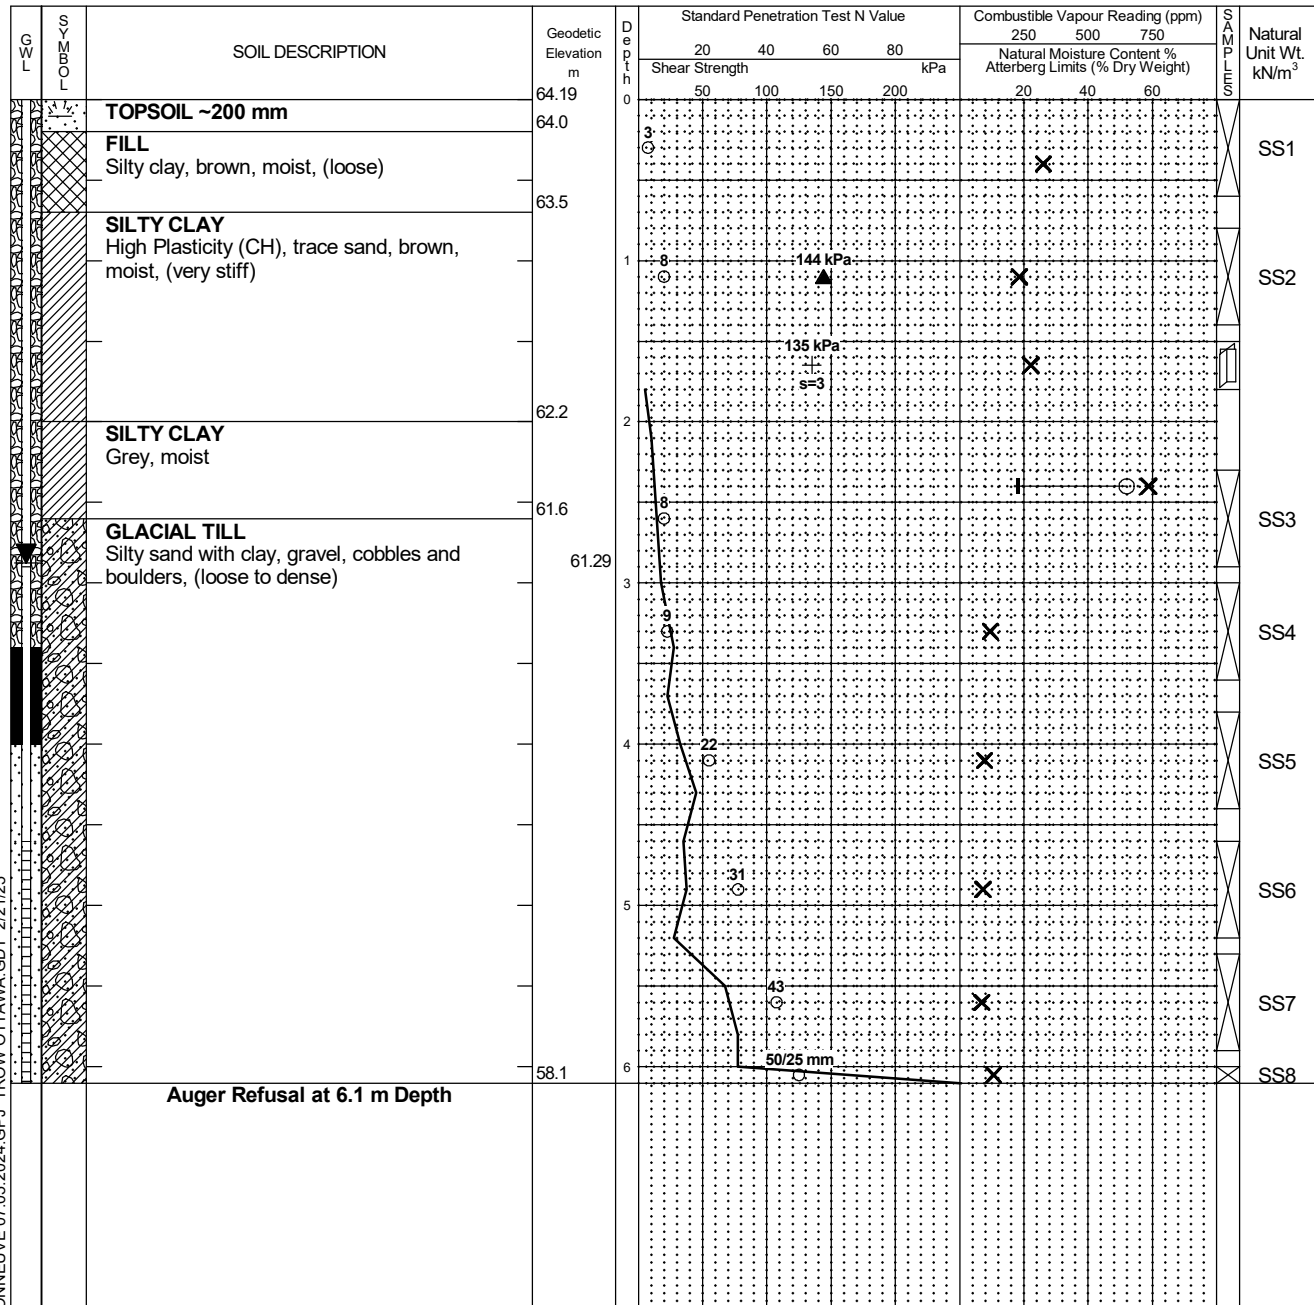 GWL
SYMBOL
SOIL DESCRIPTION
Geodetic
Elevation
m
Depth
Standard Penetration Test N Value
20 40 60 80
Shear Strength kPa
50 100 150 200
Combustible Vapour Reading (ppm)
250 500 750
Natural Moisture Content %
Atterberg Limits (% Dry Weight)
20 40 60
SAMPLES
Natural
Unit Wt.
kN/m³
64.19
0
TOPSOIL ~200 mm
64.0
FILL
Silty clay, brown, moist, (loose)
3
SS1
63.5
SILTY CLAY
High Plasticity (CH), trace sand, brown,
moist, (very stiff)
1
8
144 kPa
SS2
135 kPa
s=3
62.2
2
SILTY CLAY
Grey, moist
61.6
8
SS3
GLACIAL TILL
Silty sand with clay, gravel, cobbles and
boulders, (loose to dense)
61.29
3
9
SS4
4
22
SS5
31
SS6
5
43
SS7
50/25 mm
58.1
6
SS8
Auger Refusal at 6.1 m Depth
2/21/25